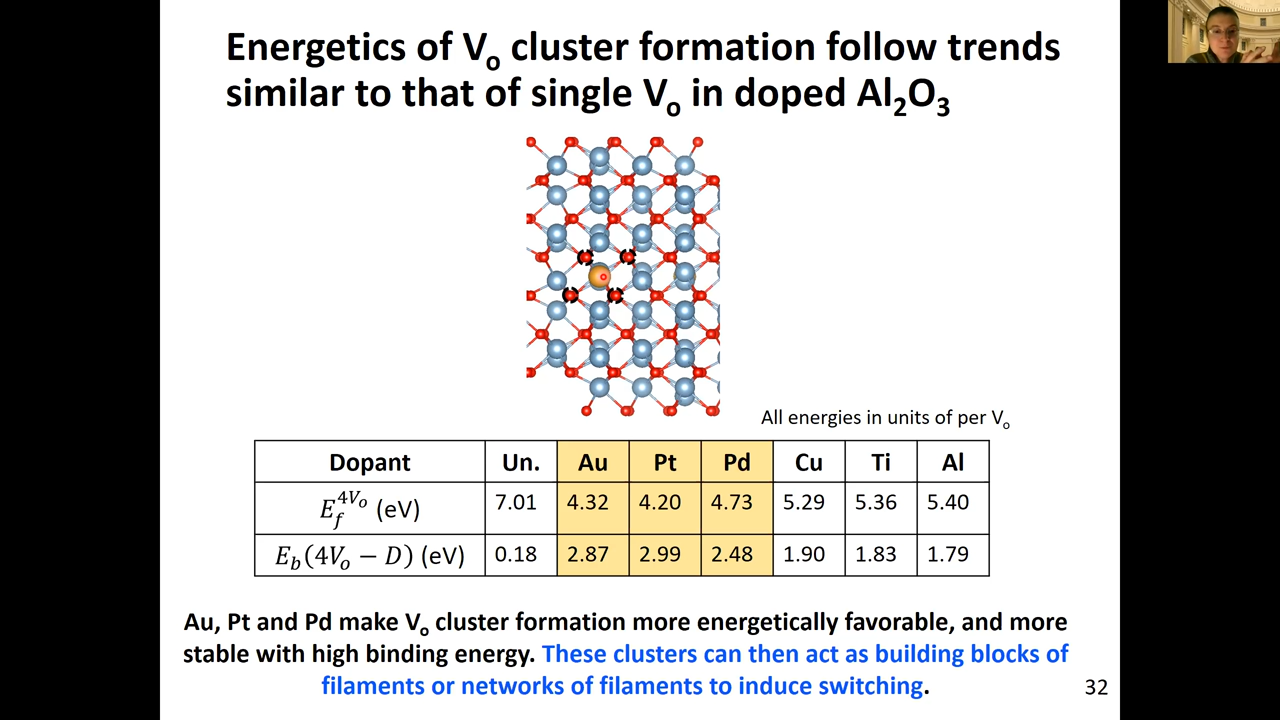 Energetics of Vo cluster formation follow trends
similar to that of single Vo in doped Al2O3
All energies in units of per Vo
Dopant Un. Au Pt Pd Cu Ti Al
E_f^{4Vo} (eV) 7.01 4.32 4.20 4.73 5.29 5.36 5.40
E_b(4V_o − D) (eV) 0.18 2.87 2.99 2.48 1.90 1.83 1.79
Au, Pt and Pd make Vo cluster formation more energetically favorable, and more
stable with high binding energy. These clusters can then act as building blocks of
filaments or networks of filaments to induce switching.
32